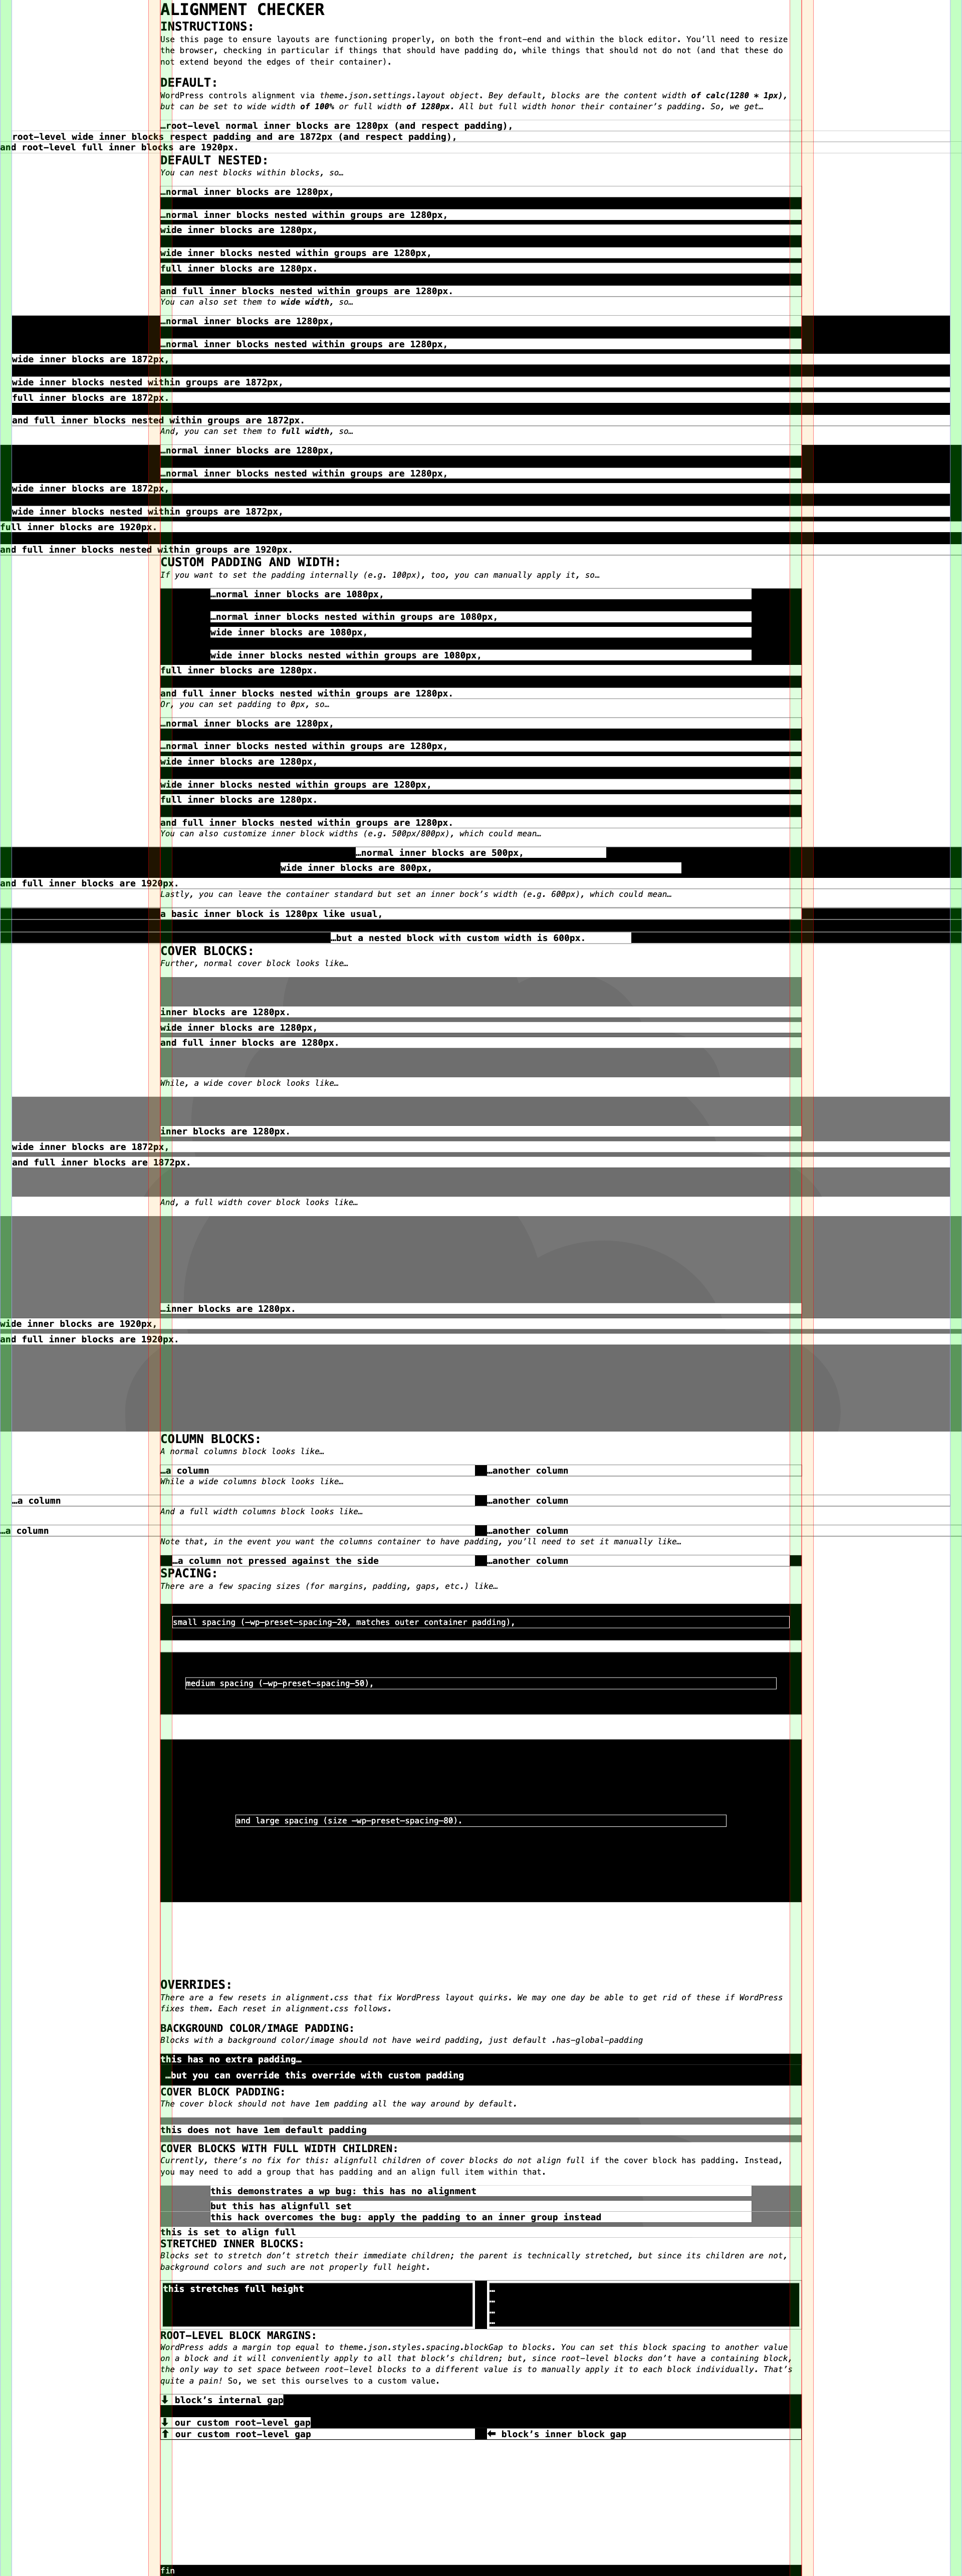 ALIGNMENT CHECKER
INSTRUCTIONS:
Use this page to ensure layouts are functioning properly, on both the front-end and within the block editor. You’ll need to resize
the browser, checking in particular if things that should have padding do, while things that should not do not (and that these do
not extend beyond the edges of their container).
DEFAULT:
WordPress controls alignment via theme.json.settings.layout object. Bey default, blocks are the content width of calc(1280 * 1px),
but can be set to wide width of 100% or full width of 1280px. All but full width honor their container’s padding. So, we get…
…root-level normal inner blocks are 1280px (and respect padding),
root-level wide inner blocks respect padding and are 1872px (and respect padding),
and root-level full inner blocks are 1920px.
DEFAULT NESTED:
You can nest blocks within blocks, so…
…normal inner blocks are 1280px,
…normal inner blocks nested within groups are 1280px,
wide inner blocks are 1280px,
wide inner blocks nested within groups are 1280px,
full inner blocks are 1280px.
and full inner blocks nested within groups are 1280px.
You can also set them to wide width, so…
…normal inner blocks are 1280px,
…normal inner blocks nested within groups are 1280px,
wide inner blocks are 1872px,
wide inner blocks nested within groups are 1872px,
full inner blocks are 1872px.
and full inner blocks nested within groups are 1872px.
And, you can set them to full width, so…
…normal inner blocks are 1280px,
…normal inner blocks nested within groups are 1280px,
wide inner blocks are 1872px,
wide inner blocks nested within groups are 1872px,
full inner blocks are 1920px.
and full inner blocks nested within groups are 1920px.
CUSTOM PADDING AND WIDTH:
If you want to set the padding internally (e.g. 100px), too, you can manually apply it, so…
…normal inner blocks are 1080px,
…normal inner blocks nested within groups are 1080px,
wide inner blocks are 1080px,
wide inner blocks nested within groups are 1080px,
full inner blocks are 1280px.
and full inner blocks nested within groups are 1280px.
Or, you can set padding to 0px, so…
…normal inner blocks are 1280px,
…normal inner blocks nested within groups are 1280px,
wide inner blocks are 1280px,
wide inner blocks nested within groups are 1280px,
full inner blocks are 1280px.
and full inner blocks nested within groups are 1280px.
You can also customize inner block widths (e.g. 500px/800px), which could mean…
…normal inner blocks are 500px,
wide inner blocks are 800px,
and full inner blocks are 1920px.
Lastly, you can leave the container standard but set an inner bock’s width (e.g. 600px), which could mean…
a basic inner block is 1280px like usual,
…but a nested block with custom width is 600px.
COVER BLOCKS:
Further, normal cover block looks like…
inner blocks are 1280px.
wide inner blocks are 1280px,
and full inner blocks are 1280px.
While, a wide cover block looks like…
inner blocks are 1280px.
wide inner blocks are 1872px,
and full inner blocks are 1872px.
And, a full width cover block looks like…
…inner blocks are 1280px.
wide inner blocks are 1920px,
and full inner blocks are 1920px.
COLUMN BLOCKS:
A normal columns block looks like…
…a column …another column
While a wide columns block looks like…
…a column …another column
And a full width columns block looks like…
…a column …another column
Note that, in the event you want the columns container to have padding, you’ll need to set it manually like…
…a column not pressed against the side …another column
SPACING:
There are a few spacing sizes (for margins, padding, gaps, etc.) like…
small spacing (–wp–preset–spacing–20, matches outer container padding),
medium spacing (–wp–preset–spacing–50),
and large spacing (size –wp–preset–spacing–80).
OVERRIDES:
There are a few resets in alignment.css that fix WordPress layout quirks. We may one day be able to get rid of these if WordPress
fixes them. Each reset in alignment.css follows.
BACKGROUND COLOR/IMAGE PADDING:
Blocks with a background color/image should not have weird padding, just default .has-global-padding
this has no extra padding…
…but you can override this override with custom padding
COVER BLOCK PADDING:
The cover block should not have 1em padding all the way around by default.
this does not have 1em default padding
COVER BLOCKS WITH FULL WIDTH CHILDREN:
Currently, there’s no fix for this: alignfull children of cover blocks do not align full if the cover block has padding. Instead,
you may need to add a group that has padding and an align full item within that.
this demonstrates a wp bug: this has no alignment
but this has alignfull set
this hack overcomes the bug: apply the padding to an inner group instead
this is set to align full
STRETCHED INNER BLOCKS:
Blocks set to stretch don’t stretch their immediate children; the parent is technically stretched, but since its children are not,
background colors and such are not properly full height.
this stretches full height …
…
…
…
ROOT-LEVEL BLOCK MARGINS:
WordPress adds a margin top equal to theme.json.styles.spacing.blockGap to blocks. You can set this block spacing to another value
on a block and it will conveniently apply to all that block’s children; but, since root-level blocks don’t have a containing block,
the only way to set space between root-level blocks to a different value is to manually apply it to each block individually. That’s
quite a pain! So, we set this ourselves to a custom value.
⬇ block’s internal gap
⬇ our custom root-level gap
⬆ our custom root-level gap ⬅ block’s inner block gap
fin